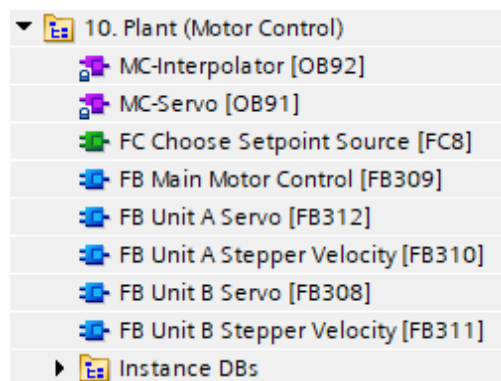 10. Plant (Motor Control)
MC-Interpolator [OB92]
MC-Servo [OB91]
FC Choose Setpoint Source [FC8]
FB Main Motor Control [FB309]
FB Unit A Servo [FB312]
FB Unit A Stepper Velocity [FB310]
FB Unit B Servo [FB308]
FB Unit B Stepper Velocity [FB311]
Instance DBs